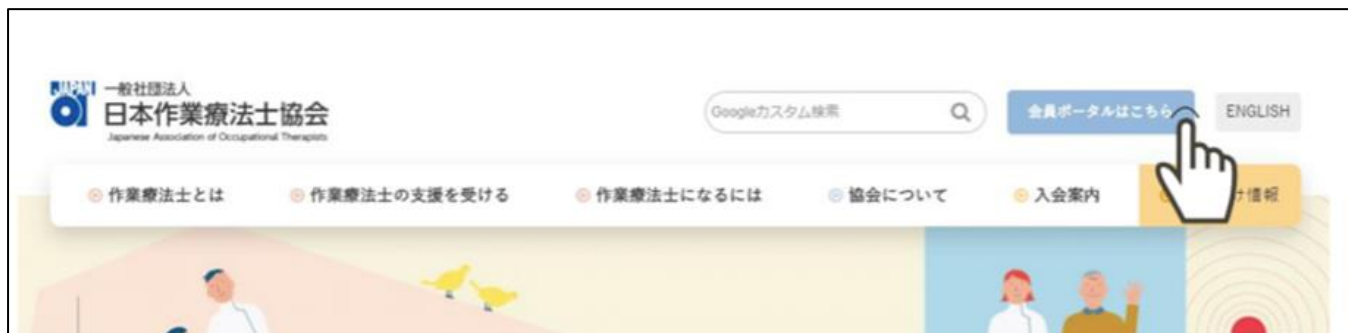 JAPAN
一般社団法人
日本作業療法士協会
Japanese Association of Occupational Therapists
Googleカスタム検索
会員ポータルはこちら
ENGLISH
作業療法士とは
作業療法士の支援を受ける
作業療法士になるには
協会について
入会案内
け情報